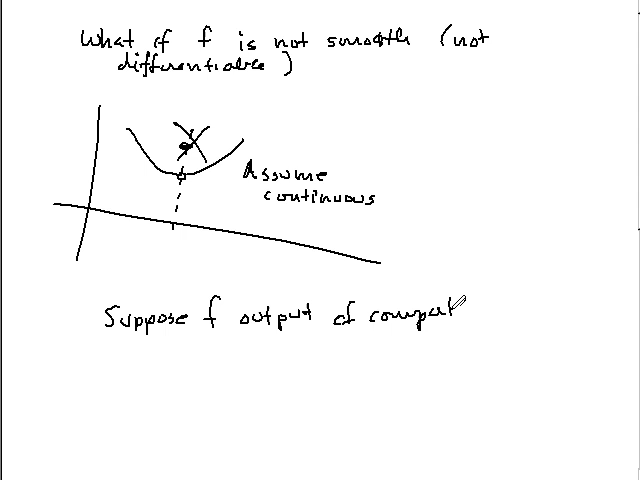 What if f is not smooth (not
differentiable)
Assume
continuous
Suppose f output of comput